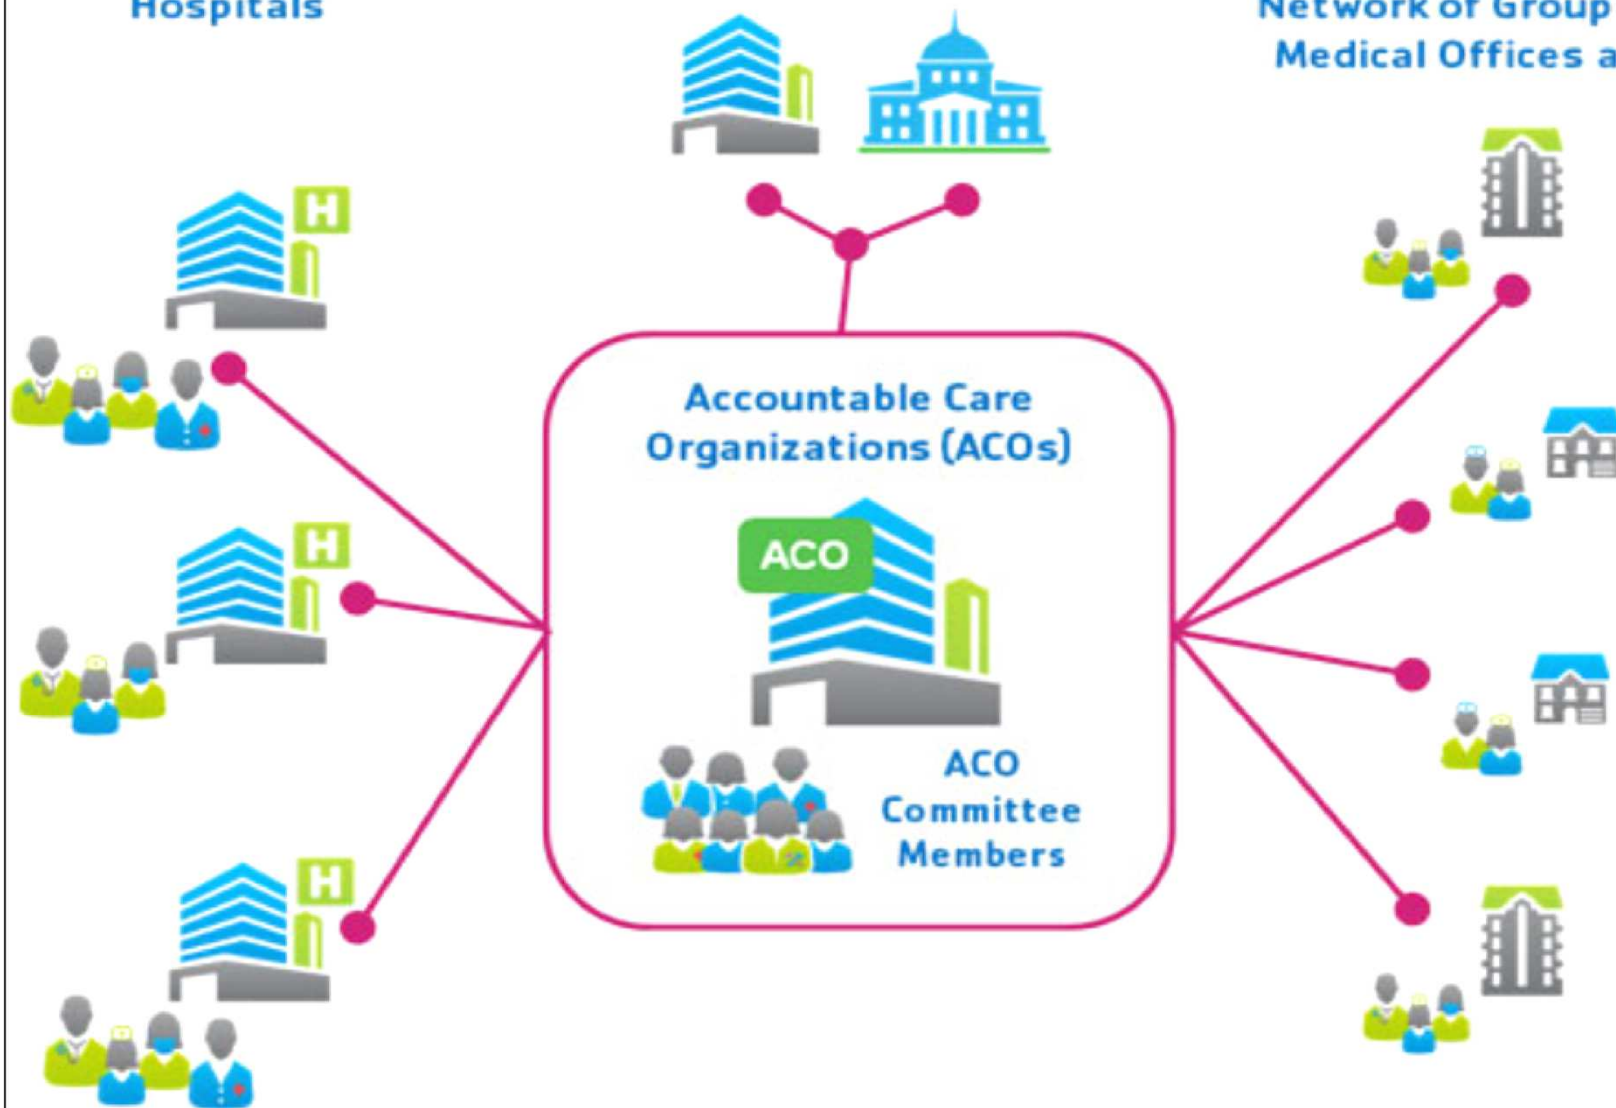 Hospitals
Network of Group
Medical Offices a
H
H
H
Accountable Care
Organizations (ACOs)
ACO
ACO
Committee
Members